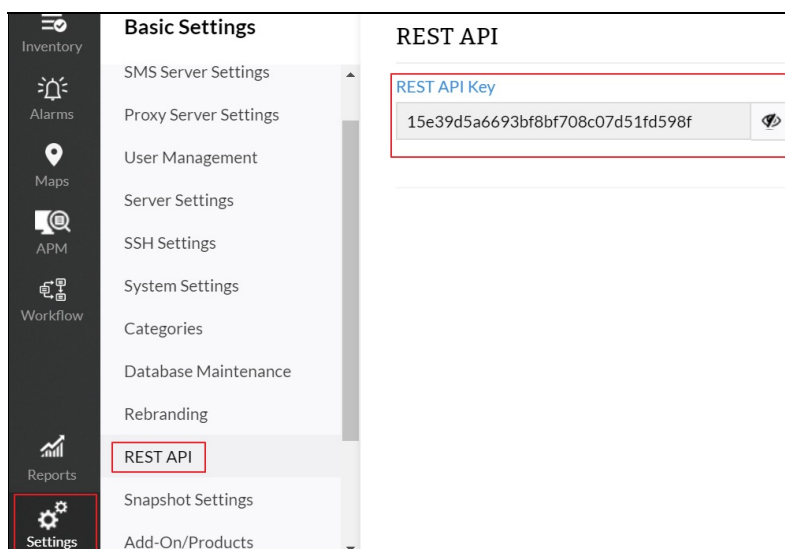 Inventory
Alarms
Maps
APM
Workflow
Reports
Settings
Basic Settings
SMS Server Settings
Proxy Server Settings
User Management
Server Settings
SSH Settings
System Settings
Categories
Database Maintenance
Rebranding
REST API
Snapshot Settings
Add-On/Products
REST API
REST API Key
15e39d5a6693bf8bf708c07d51fd598f